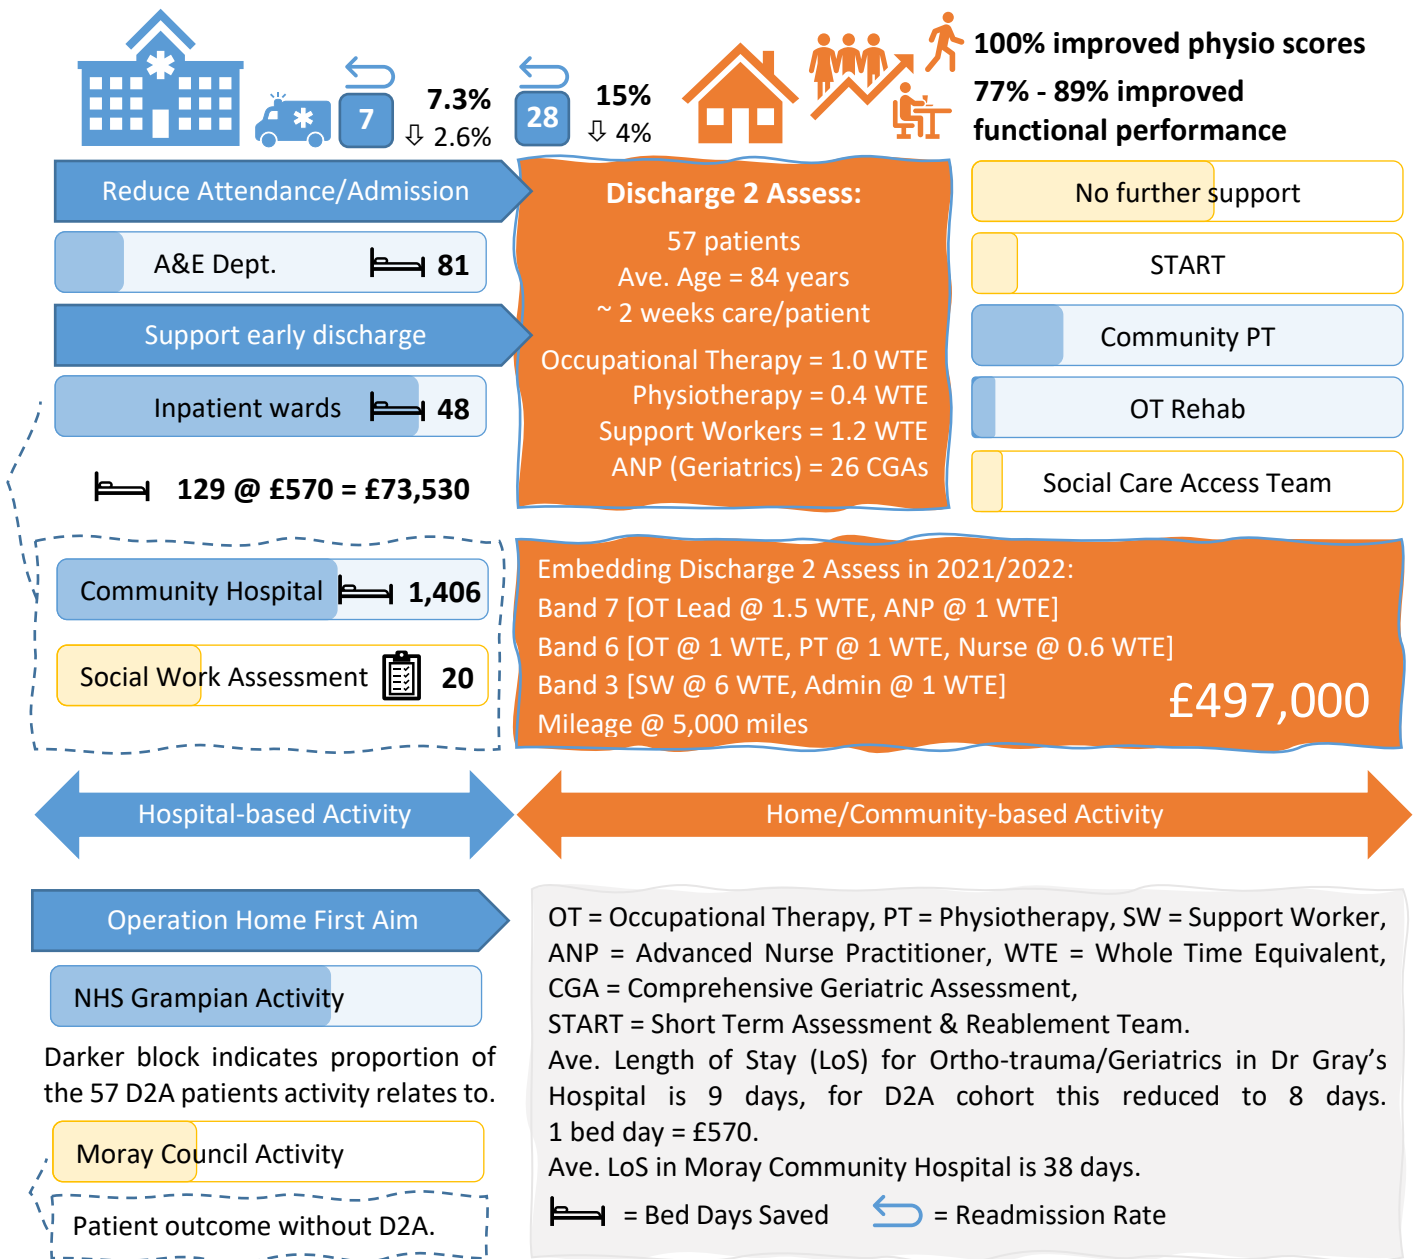 7
7.3%
⇩ 2.6%
28
15%
⇩ 4%
100% improved physio scores
77% - 89% improved
functional performance
Reduce Attendance/Admission
A&E Dept.
81
Support early discharge
Inpatient wards
48
129 @ £570 = £73,530
Discharge 2 Assess:
57 patients
Ave. Age = 84 years
~ 2 weeks care/patient
Occupational Therapy = 1.0 WTE
Physiotherapy = 0.4 WTE
Support Workers = 1.2 WTE
ANP (Geriatrics) = 26 CGAs
No further support
START
Community PT
OT Rehab
Social Care Access Team
Community Hospital
1,406
Social Work Assessment
20
Embedding Discharge 2 Assess in 2021/2022:
Band 7 [OT Lead @ 1.5 WTE, ANP @ 1 WTE]
Band 6 [OT @ 1 WTE, PT @ 1 WTE, Nurse @ 0.6 WTE]
Band 3 [SW @ 6 WTE, Admin @ 1 WTE]
Mileage @ 5,000 miles
£497,000
Hospital-based Activity
Home/Community-based Activity
Operation Home First Aim
NHS Grampian Activity
Darker block indicates proportion of
the 57 D2A patients activity relates to.
Moray Council Activity
Patient outcome without D2A.
OT = Occupational Therapy, PT = Physiotherapy, SW = Support Worker,
ANP = Advanced Nurse Practitioner, WTE = Whole Time Equivalent,
CGA = Comprehensive Geriatric Assessment,
START = Short Term Assessment & Reablement Team.
Ave. Length of Stay (LoS) for Ortho-trauma/Geriatrics in Dr Gray’s
Hospital is 9 days, for D2A cohort this reduced to 8 days.
1 bed day = £570.
Ave. LoS in Moray Community Hospital is 38 days.
= Bed Days Saved
= Readmission Rate